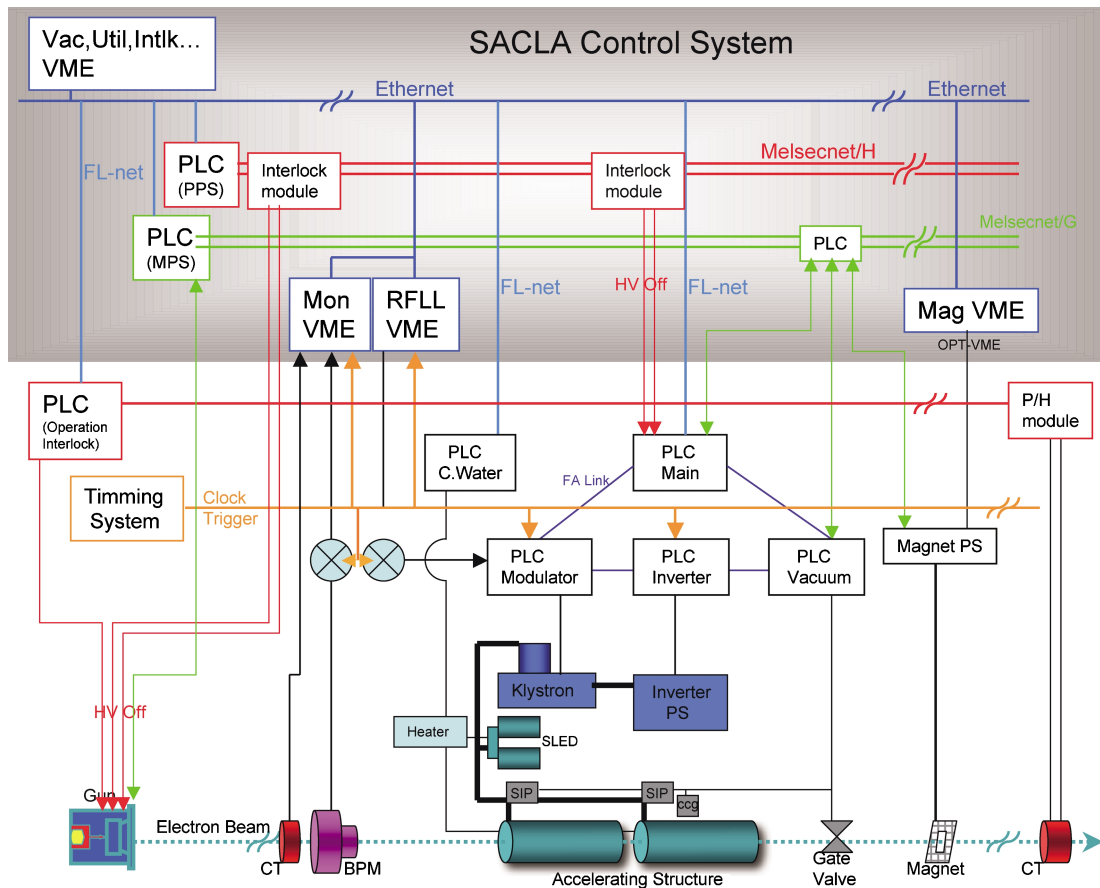 Vac,Util,Intlk...
VME
SACLA Control System
Ethernet
Ethernet
FL-net
PLC
(PPS)
Interlock
module
Interlock
module
Melsecnet/H
PLC
(MPS)
PLC
Melsecnet/G
Mon
VME
RFLL
VME
FL-net
HV Off
FL-net
Mag VME
OPT-VME
PLC
(Operation
Interlock)
P/H
module
PLC
C.Water
PLC
Main
FA Link
Timming
System
Clock
Trigger
PLC
Modulator
PLC
Inverter
PLC
Vacuum
Magnet PS
Klystron
Inverter
PS
HV Off
Heater
SLED
Gun
SIP
SIP
ccg
Electron Beam
CT
BPM
Accelerating Structure
Gate
Valve
Magnet
CT